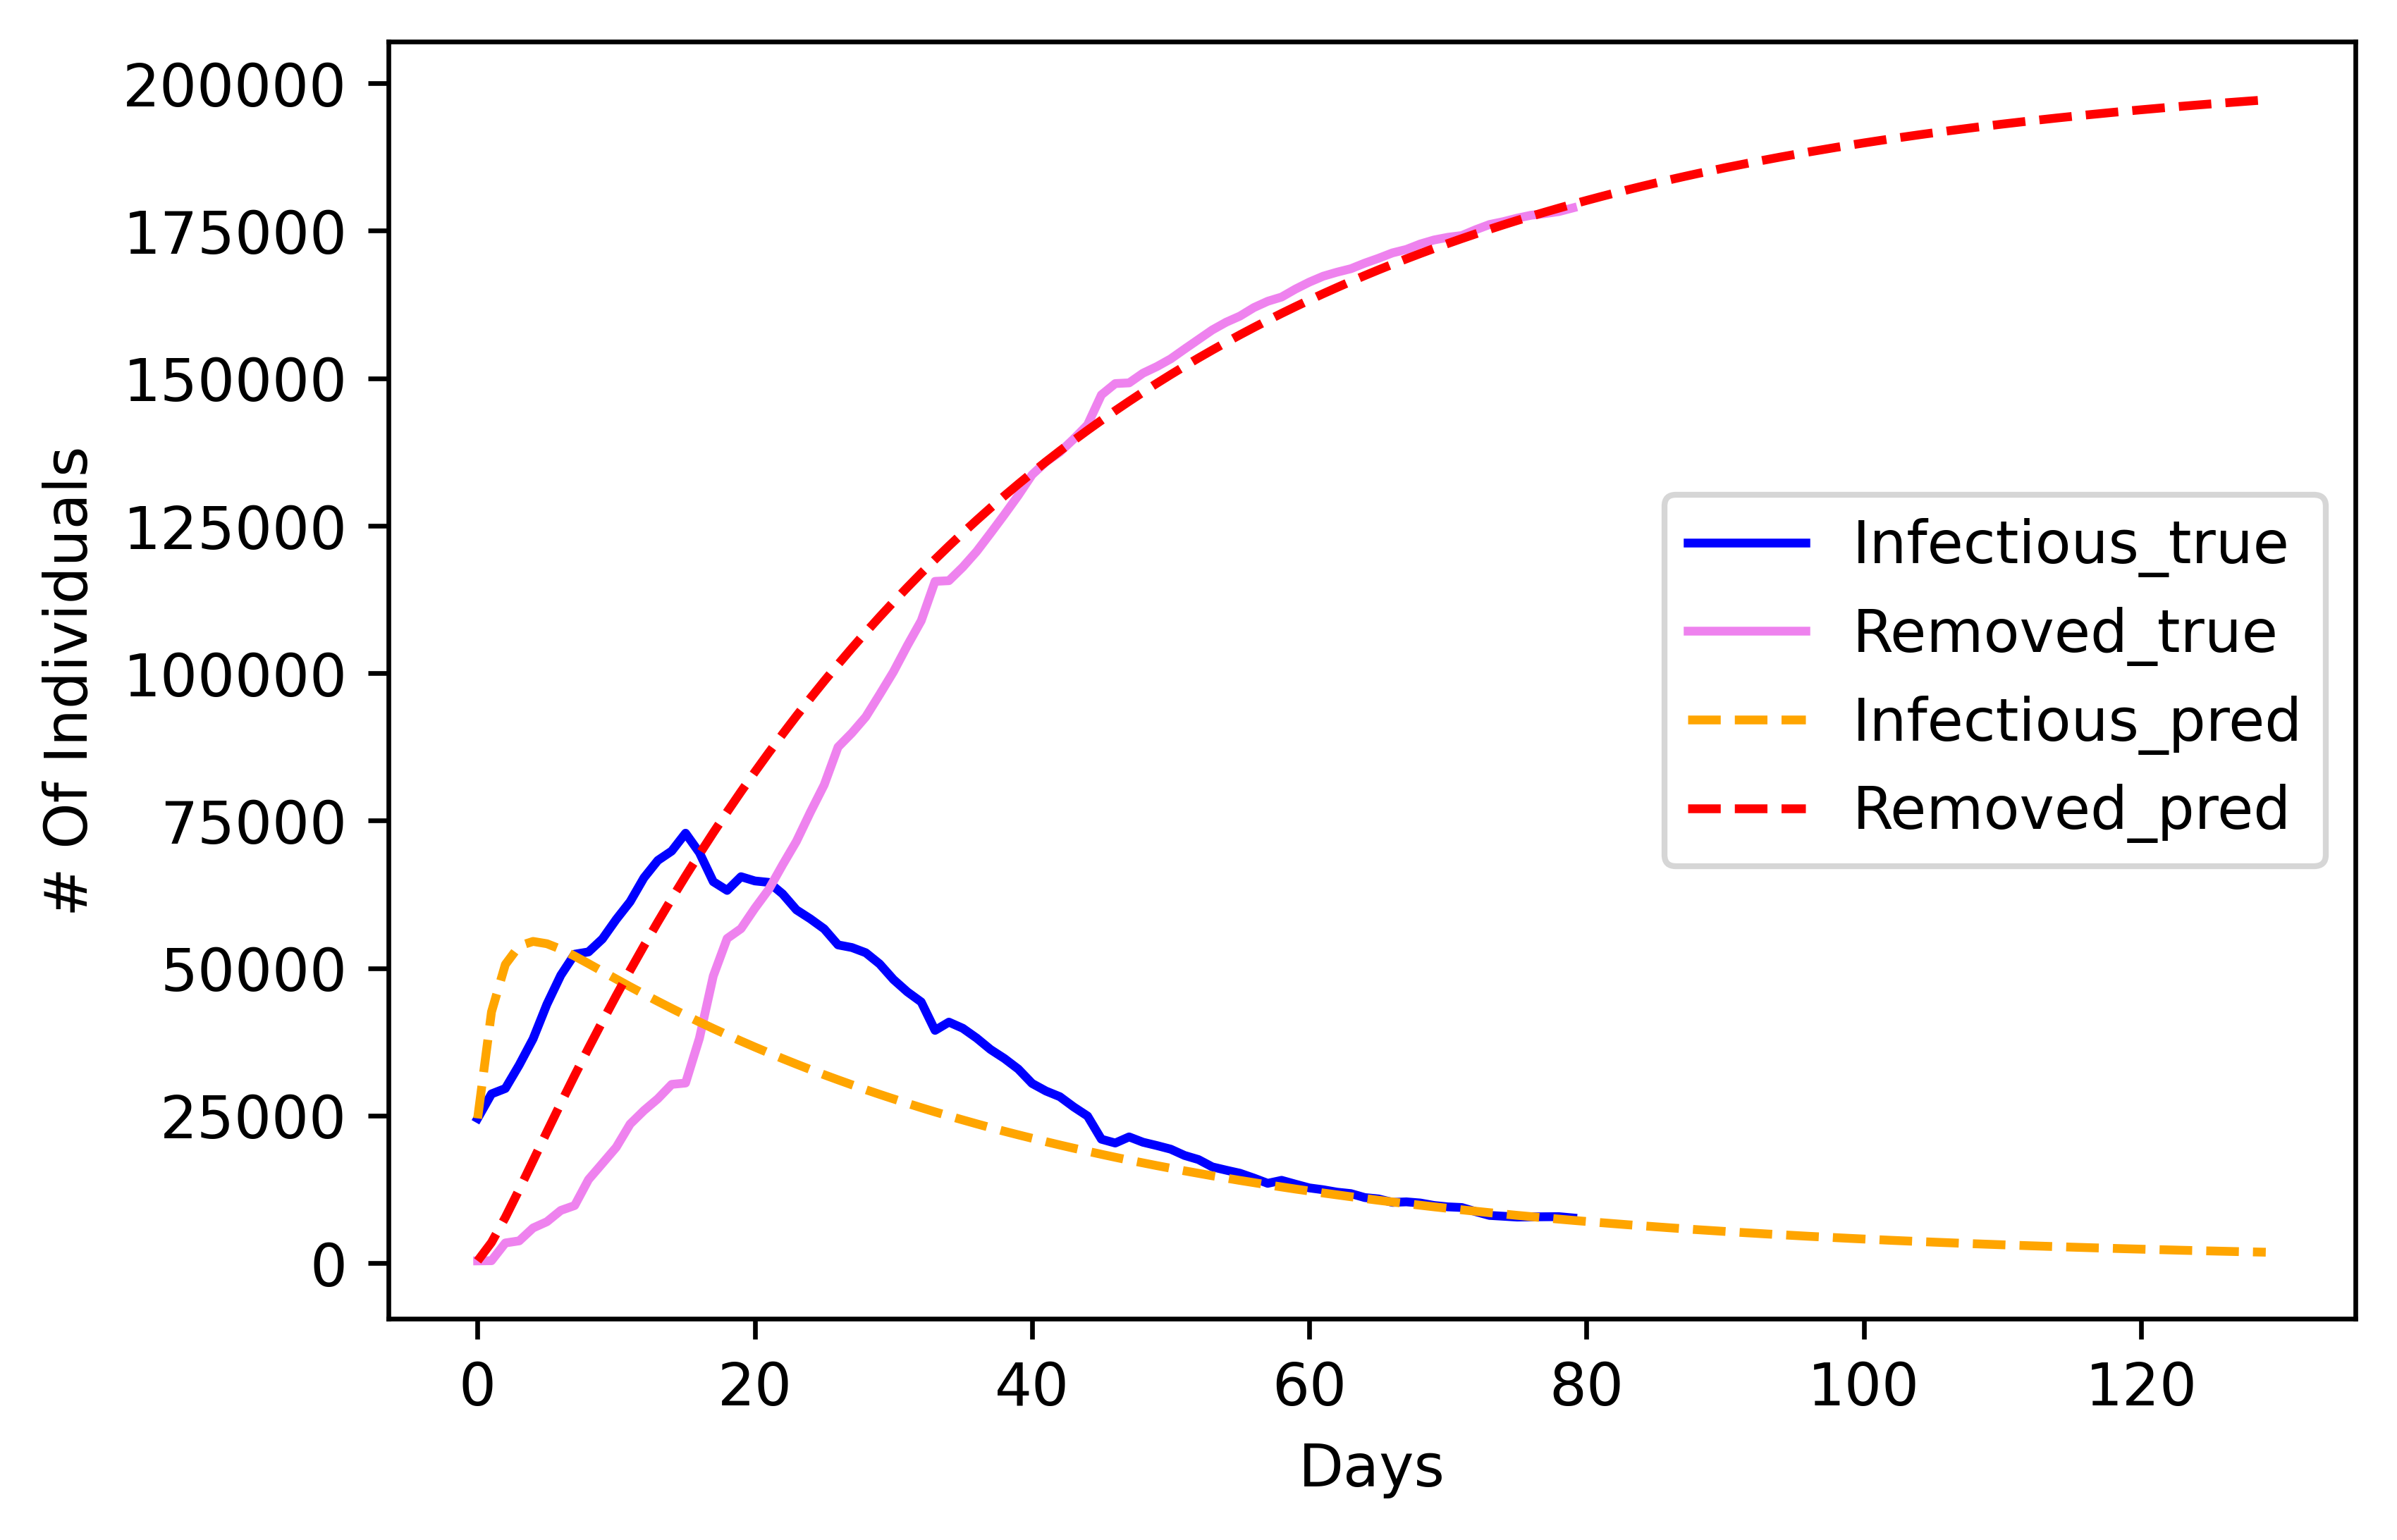 200000
175000
150000
125000
100000
75000
50000
25000
0
# Of Individuals
Infectious_true
Removed_true
Infectious_pred
Removed_pred
0 20 40 60 80 100 120
Days